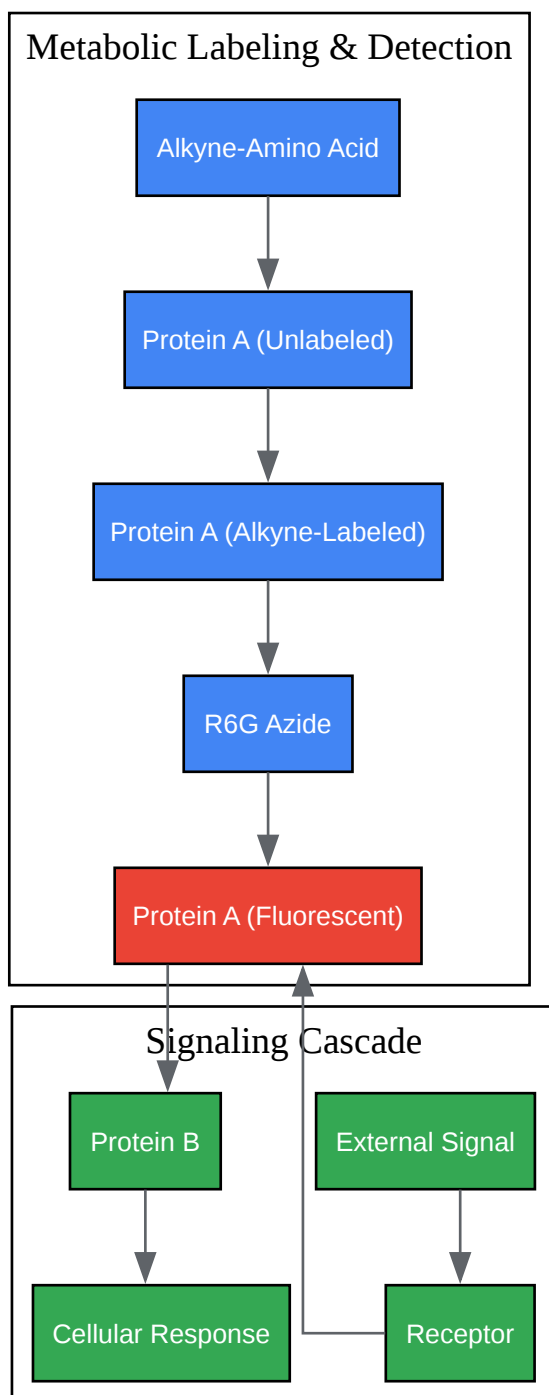 Metabolic Labeling & Detection
Alkyne-Amino Acid
Protein A (Unlabeled)
Protein A (Alkyne-Labeled)
R6G Azide
Protein A (Fluorescent)
Signaling Cascade
Protein B
External Signal
Cellular Response
Receptor